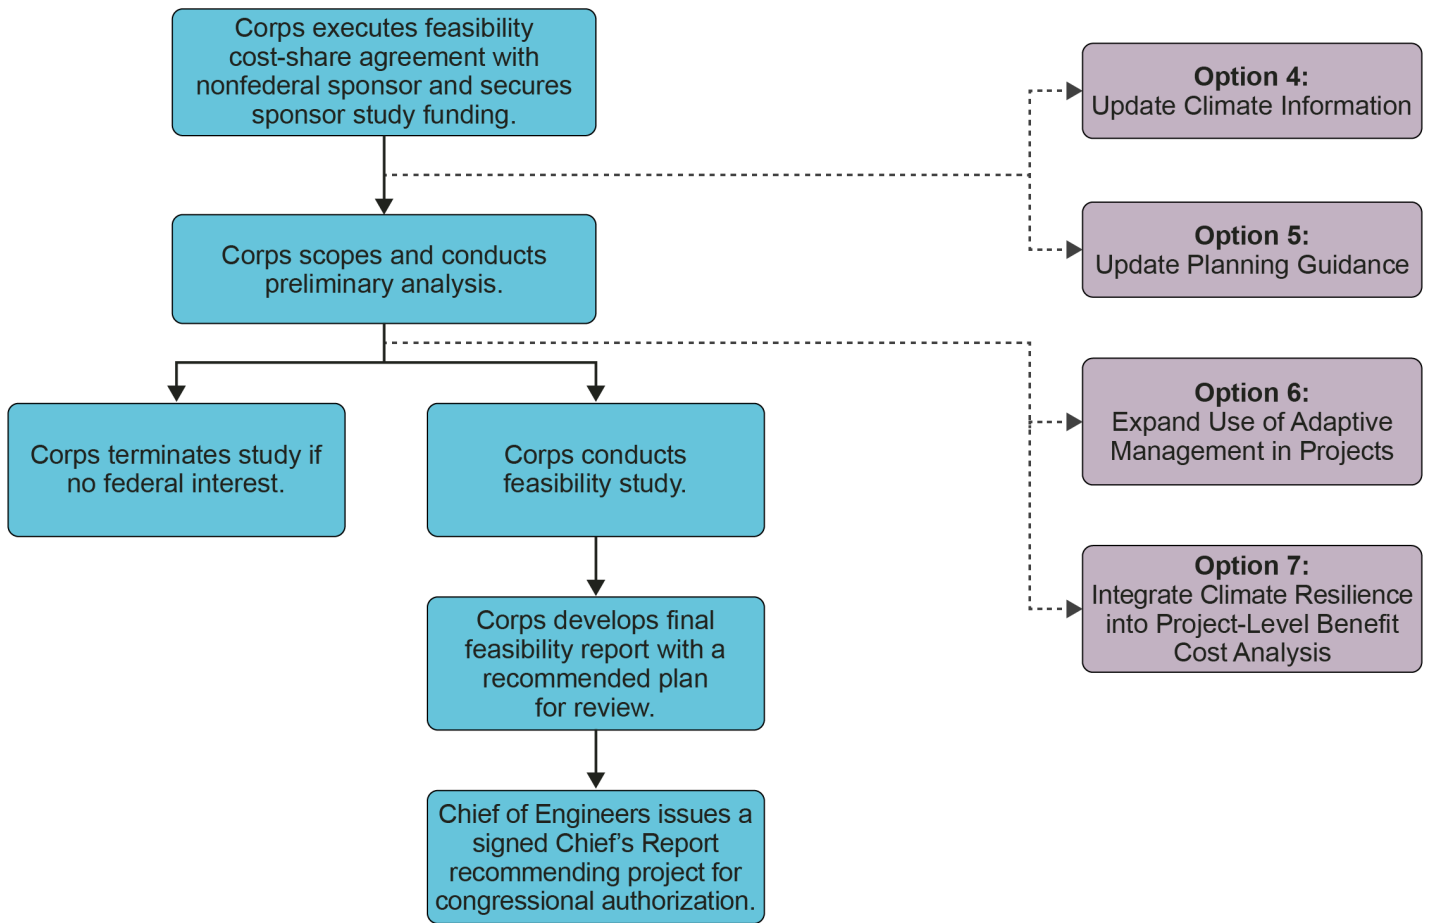 Corps executes feasibility
cost-share agreement with
nonfederal sponsor and secures
sponsor study funding.
Option 4:
Update Climate Information
Corps scopes and conducts
preliminary analysis.
Option 5:
Update Planning Guidance
Option 6:
Expand Use of Adaptive
Management in Projects
Corps terminates study if
no federal interest.
Corps conducts
feasibility study.
Option 7:
Integrate Climate Resilience
into Project-Level Benefit
Cost Analysis
Corps develops final
feasibility report with a
recommended plan
for review.
Chief of Engineers issues a
signed Chief’s Report
recommending project for
congressional authorization.